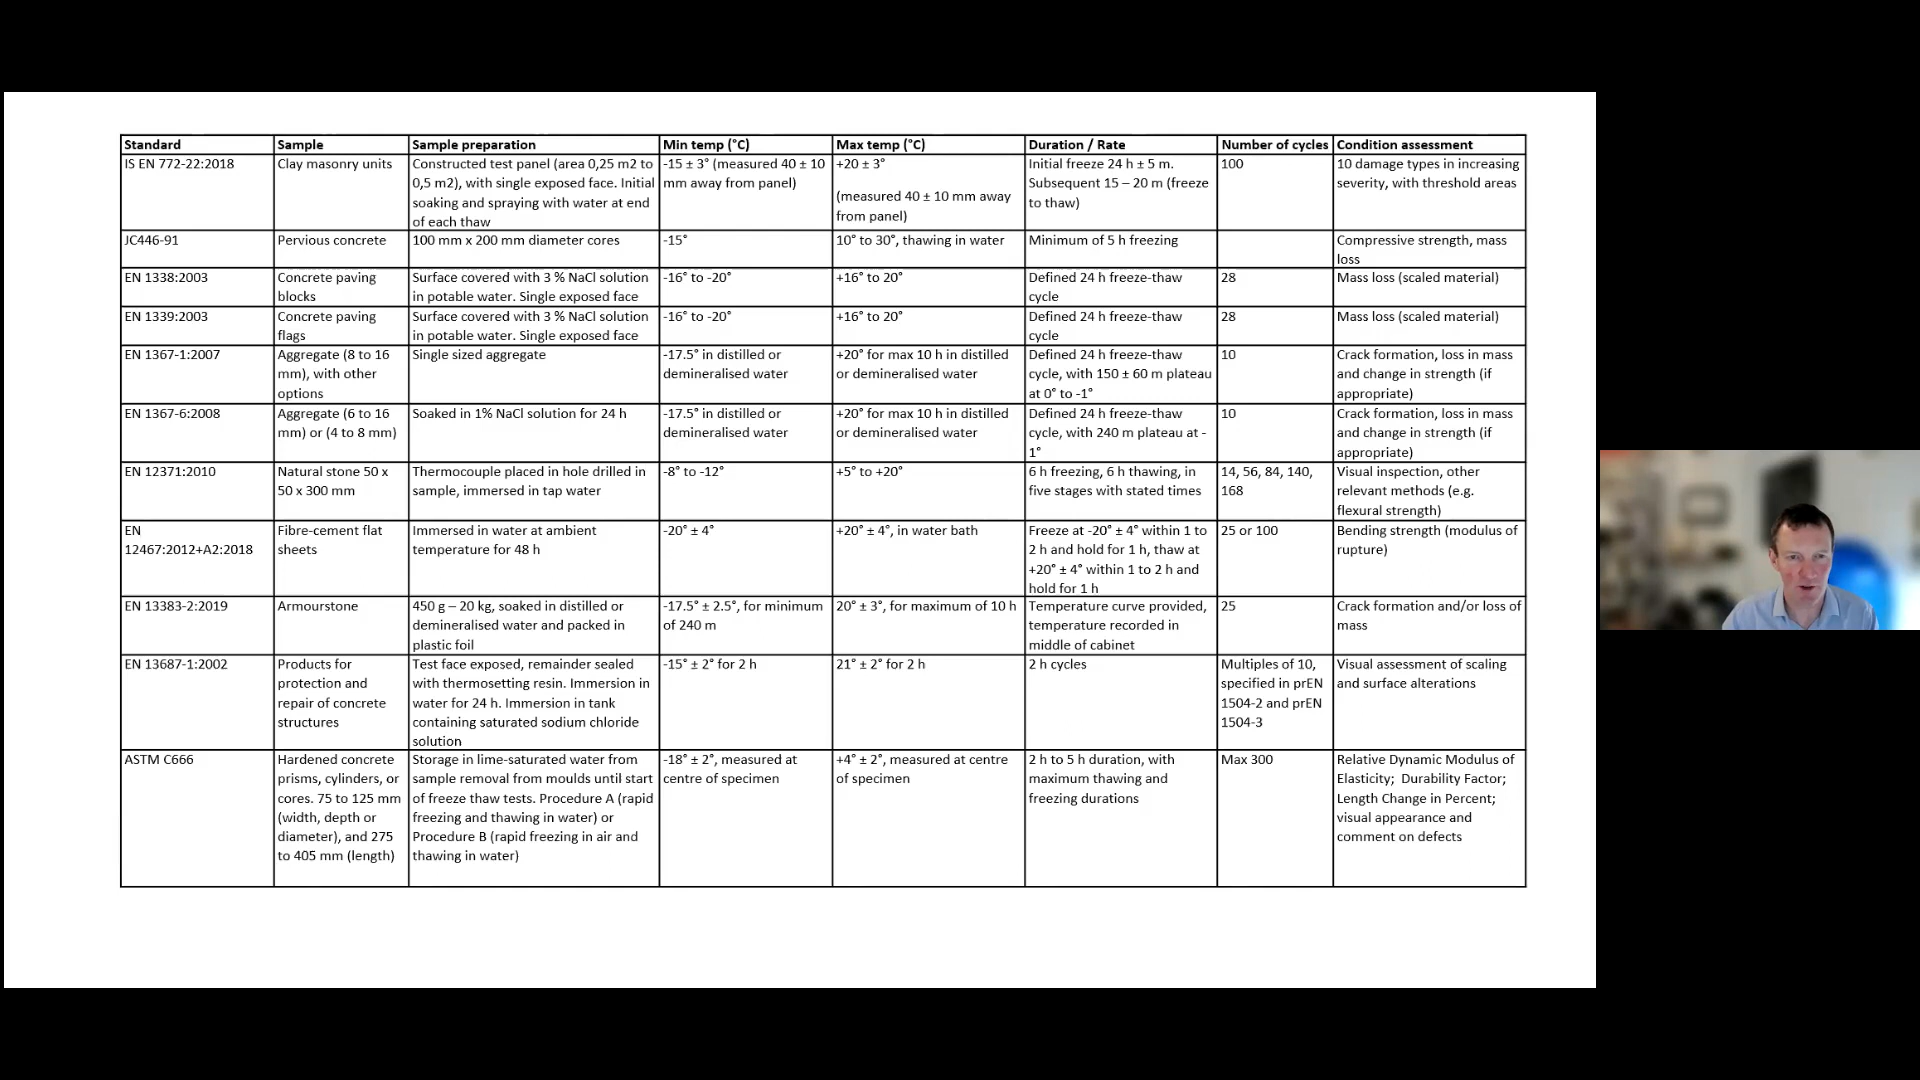 Standard Sample Sample preparation Min temp (°C) Max temp (°C) Duration / Rate Number of cycles Condition assessment
IS EN 772-22:2018
Clay masonry units
Constructed test panel (area 0,25 m2 to
0,5 m2), with single exposed face. Initial
soaking and spraying with water at end
of each thaw
-15 ± 3° (measured 40 ± 10
mm away from panel)
+20 ± 3°
(measured 40 ± 10 mm away
from panel)
Initial freeze 24 h ± 5 m.
Subsequent 15 – 20 m (freeze
to thaw)
100
10 damage types in increasing
severity, with threshold areas
JC446-91
Pervious concrete
100 mm x 200 mm diameter cores
-15°
10° to 30°, thawing in water
Minimum of 5 h freezing
Compressive strength, mass
loss
EN 1338:2003
Concrete paving
blocks
Surface covered with 3 % NaCl solution
in potable water. Single exposed face
-16° to -20°
+16° to 20°
Defined 24 h freeze-thaw
cycle
28
Mass loss (scaled material)
EN 1339:2003
Concrete paving
flags
Surface covered with 3 % NaCl solution
in potable water. Single exposed face
-16° to -20°
+16° to 20°
Defined 24 h freeze-thaw
cycle
28
Mass loss (scaled material)
EN 1367-1:2007
Aggregate (8 to 16
mm), with other
options
Single sized aggregate
-17.5° in distilled or
demineralised water
+20° for max 10 h in distilled
or demineralised water
Defined 24 h freeze-thaw
cycle, with 150 ± 60 m plateau
at 0° to -1°
10
Crack formation, loss in mass
and change in strength (if
appropriate)
EN 1367-6:2008
Aggregate (6 to 16
mm) or (4 to 8 mm)
Soaked in 1% NaCl solution for 24 h
-17.5° in distilled or
demineralised water
+20° for max 10 h in distilled
or demineralised water
Defined 24 h freeze-thaw
cycle, with 240 m plateau at -
1°
10
Crack formation, loss in mass
and change in strength (if
appropriate)
EN 12371:2010
Natural stone 50 x
50 x 300 mm
Thermocouple placed in hole drilled in
sample, immersed in tap water
-8° to -12°
+5° to +20°
6 h freezing, 6 h thawing, in
five stages with stated times
14, 56, 84, 140,
168
Visual inspection, other
relevant methods (e.g.
flexural strength)
EN
12467:2012+A2:2018
Fibre-cement flat
sheets
Immersed in water at ambient
temperature for 48 h
-20° ± 4°
+20° ± 4°, in water bath
Freeze at -20° ± 4° within 1 to
2 h and hold for 1 h, thaw at
+20° ± 4° within 1 to 2 h and
hold for 1 h
25 or 100
Bending strength (modulus of
rupture)
EN 13383-2:2019
Armourstone
450 g – 20 kg, soaked in distilled or
demineralised water and packed in
plastic foil
-17.5° ± 2.5°, for minimum
of 240 m
20° ± 3°, for maximum of 10 h
Temperature curve provided,
temperature recorded in
middle of cabinet
25
Crack formation and/or loss of
mass
EN 13687-1:2002
Products for
protection and
repair of concrete
structures
Test face exposed, remainder sealed
with thermosetting resin. Immersion in
water for 24 h. Immersion in tank
containing saturated sodium chloride
solution
-15° ± 2° for 2 h
21° ± 2° for 2 h
2 h cycles
Multiples of 10,
specified in prEN
1504-2 and prEN
1504-3
Visual assessment of scaling
and surface alterations
ASTM C666
Hardened concrete
prisms, cylinders, or
cores. 75 to 125 mm
(width, depth or
diameter), and 275
to 405 mm (length)
Storage in lime-saturated water from
sample removal from moulds until start
of freeze thaw tests. Procedure A (rapid
freezing and thawing in water) or
Procedure B (rapid freezing in air and
thawing in water)
-18° ± 2°, measured at
centre of specimen
+4° ± 2°, measured at centre
of specimen
2 h to 5 h duration, with
maximum thawing and
freezing durations
Max 300
Relative Dynamic Modulus of
Elasticity; Durability Factor;
Length Change in Percent;
visual appearance and
comment on defects